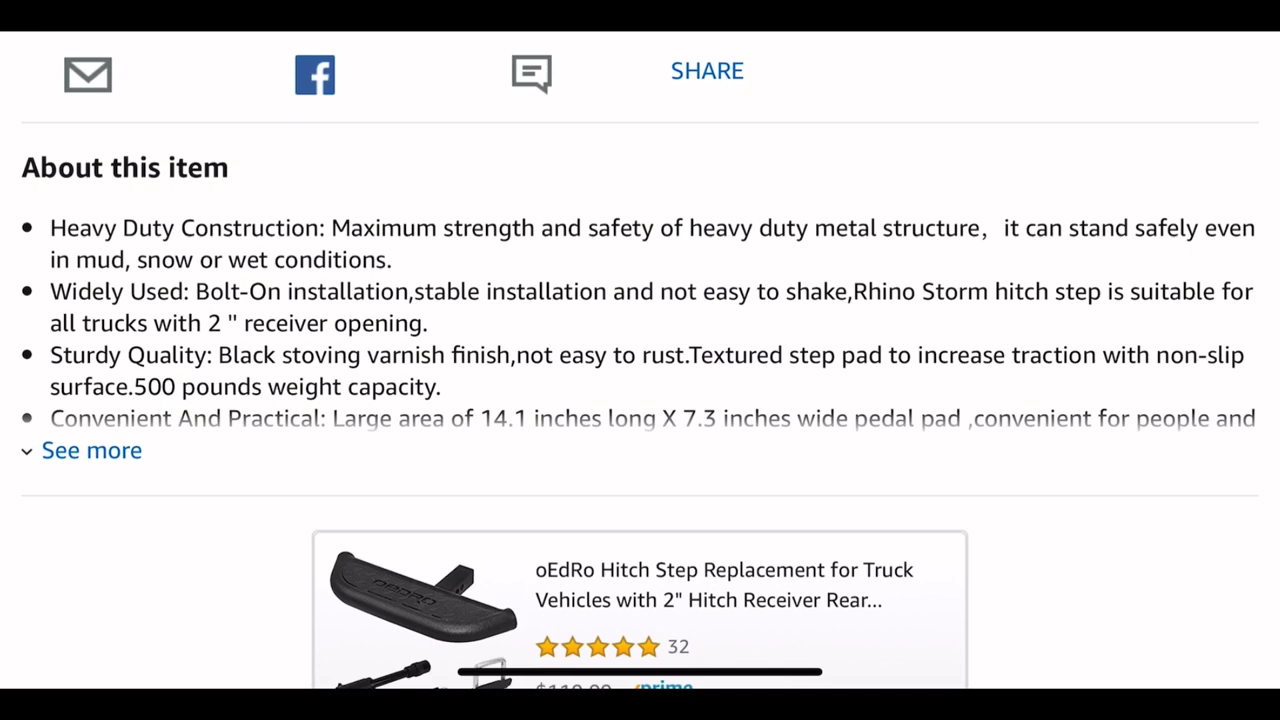 SHARE
About this item
• Heavy Duty Construction: Maximum strength and safety of heavy duty metal structure，it can stand safely even
in mud, snow or wet conditions.
• Widely Used: Bolt-On installation,stable installation and not easy to shake,Rhino Storm hitch step is suitable for
all trucks with 2 " receiver opening.
• Sturdy Quality: Black stoving varnish finish,not easy to rust.Textured step pad to increase traction with non-slip
surface.500 pounds weight capacity.
• Convenient And Practical: Large area of 14.1 inches long X 7.3 inches wide pedal pad ,convenient for people and
See more
oEdRo Hitch Step Replacement for Truck
Vehicles with 2" Hitch Receiver Rear...
32
prime